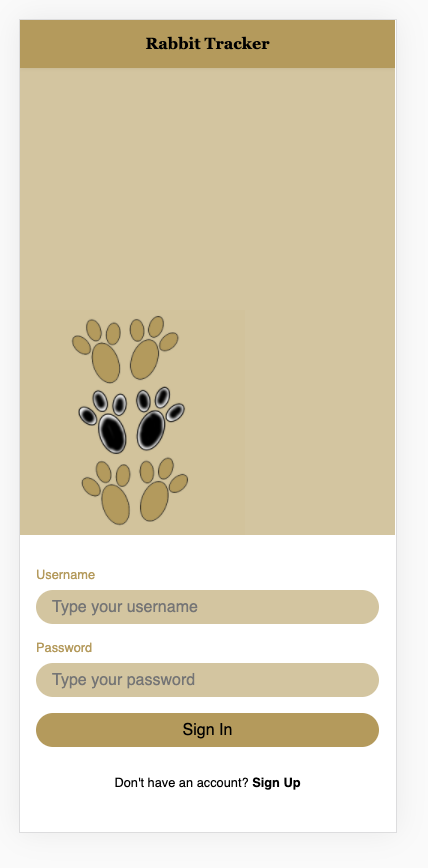 Rabbit Tracker
Username
Type your username
Password
Type your password
Sign In
Don't have an account? Sign Up